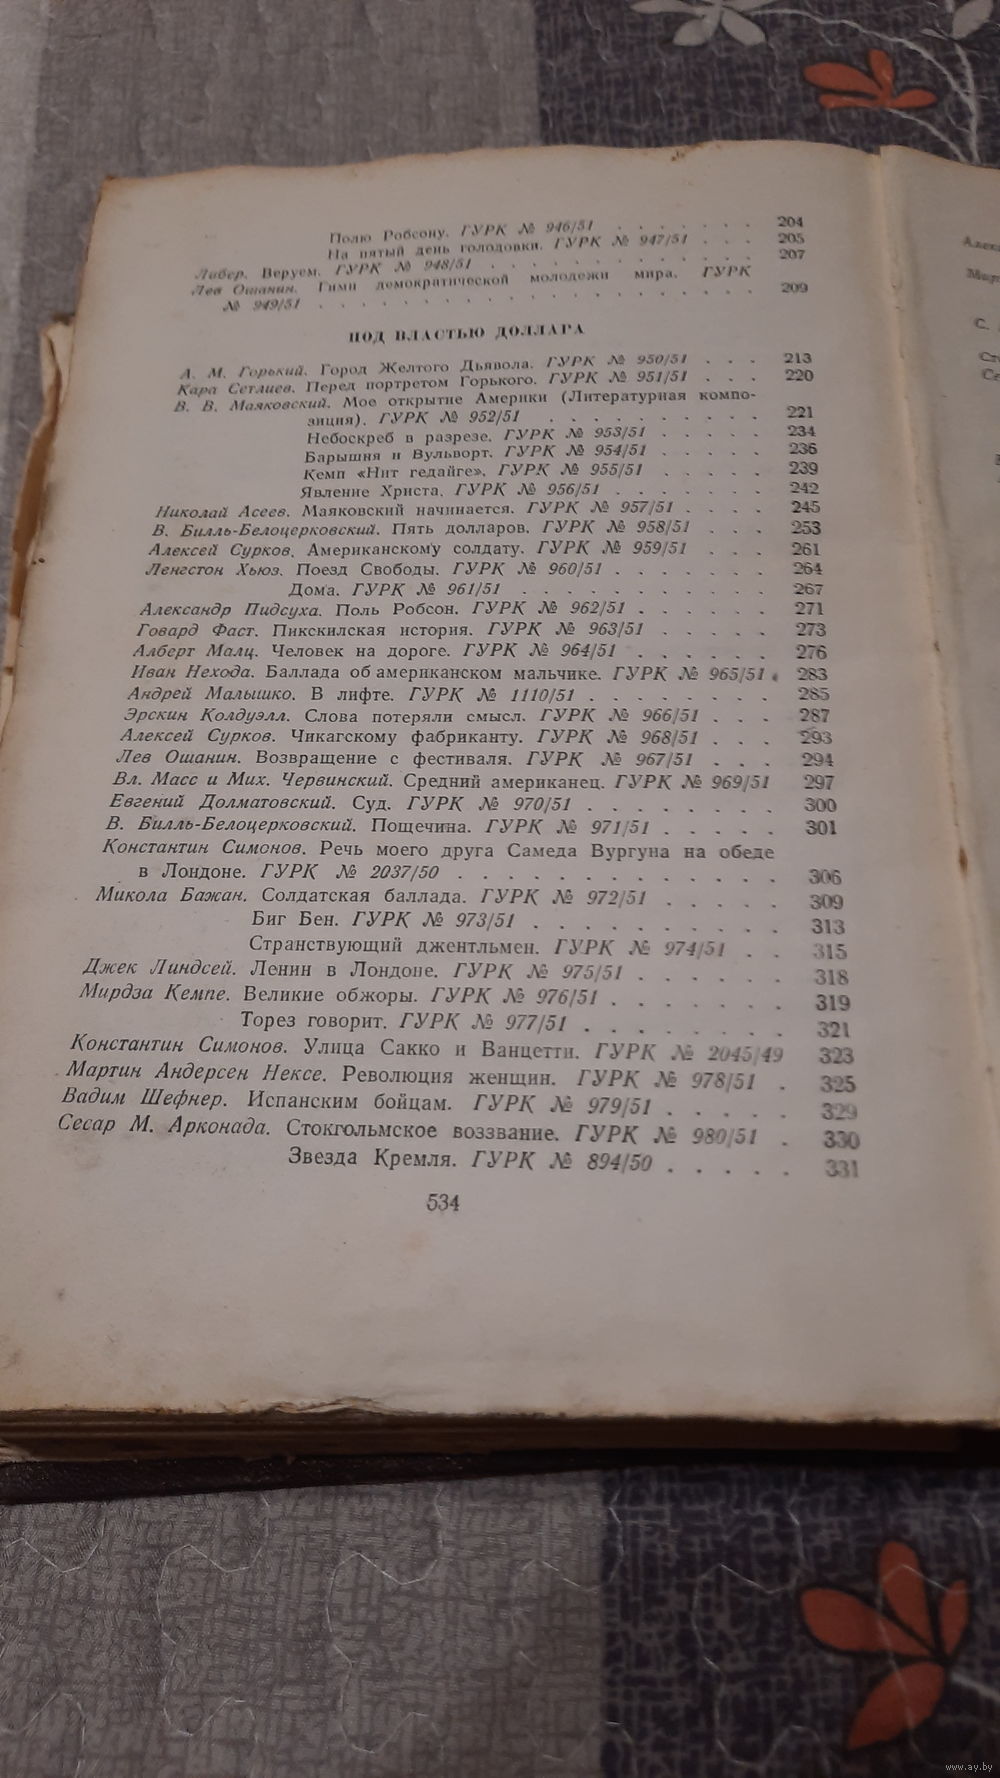 Полю Робсону. ГУРК № 946/51 . . . . . . . 204
На пятый день голодовки. ГУРК № 947/51 . . . 205
Либер. Веруем. ГУРК № 948/51 . . . . . . . . . . 207
Лев Ошанин. Гимн демократической молодежи мира. ГУРК
№ 949/51 . . . . . . . . . . . . . . . . . 209
ПОД ВЛАСТЬЮ ДОЛЛАРА
А. М. Горький. Город Желтого Дьявола. ГУРК № 950/51 . . . 213
Кара Сетлиев. Перед портретом Горького. ГУРК № 951/51 . . . 220
В. В. Маяковский. Мое открытие Америки (Литературная компо-
зиция). ГУРК № 952/51 . . . . . . . . . 221
Небоскреб в разрезе. ГУРК № 953/51 . . . . . 234
Барышня и Вульворт. ГУРК № 954/51 . . . . . 236
Кемп «Нит гедайге». ГУРК № 955/51 . . . . . 239
Явление Христа. ГУРК № 956/51 . . . . . . 242
Николай Асеев. Маяковский начинается. ГУРК № 957/51 . . . . 245
В. Билль-Белоцерковский. Пять долларов. ГУРК № 958/51 . . . 253
Алексей Сурков. Американскому солдату. ГУРК № 959/51 . . . 261
Ленгстон Хьюз. Поезд Свободы. ГУРК № 960/51 . . . . . . . 264
Дома. ГУРК № 961/51 . . . . . . . . . . 267
Александр Пидсуха. Поль Робсон. ГУРК № 962/51 . . . . . . 271
Говард Фаст. Пикскилская история. ГУРК № 963/51 . . . . . 273
Алберт Малц. Человек на дороге. ГУРК № 964/51 . . . . . . 276
Иван Нехода. Баллада об американском мальчике. ГУРК № 965/51 . 283
Андрей Малышко. В лифте. ГУРК № 1110/51 . . . . . . . . 285
Эрскин Колдуэлл. Слова потеряли смысл. ГУРК № 966/51 . . . 287
Алексей Сурков. Чикагскому фабриканту. ГУРК № 968/51 . . . 293
Лев Ошанин. Возвращение с фестиваля. ГУРК № 967/51 . . . 294
Вл. Масс и Мих. Червинский. Средний американец. ГУРК № 969/51 297
Евгений Долматовский. Суд. ГУРК № 970/51 . . . . . . . . 300
В. Билль-Белоцерковский. Пощечина. ГУРК № 971/51 . . . . . 301
Константин Симонов. Речь моего друга Самеда Вургуна на обеде
в Лондоне. ГУРК № 2037/50 . . . . . . . . . . . . 306
Микола Бажан. Солдатская баллада. ГУРК № 972/51 . . . . . 309
Биг Бен. ГУРК № 973/51 . . . . . . . . . . 313
Странствующий джентльмен. ГУРК № 974/51 . . 315
Джек Линдсей. Ленин в Лондоне. ГУРК № 975/51 . . . . . . 318
Мирдза Кемпе. Великие обжоры. ГУРК № 976/51 . . . . . . . 319
Торез говорит. ГУРК № 977/51 . . . . . . . . 321
Константин Симонов. Улица Сакко и Ванцетти. ГУРК № 2045/49 323
Мартин Андерсен Нексе. Революция женщин. ГУРК № 978/51 . 325
Вадим Шефнер. Испанским бойцам. ГУРК № 979/51 . . . . . 329
Сесар М. Арконада. Стокгольмское воззвание. ГУРК № 980/51 . 330
Звезда Кремля. ГУРК № 894/50 . . . . . 331
534
С.
www.ay.by